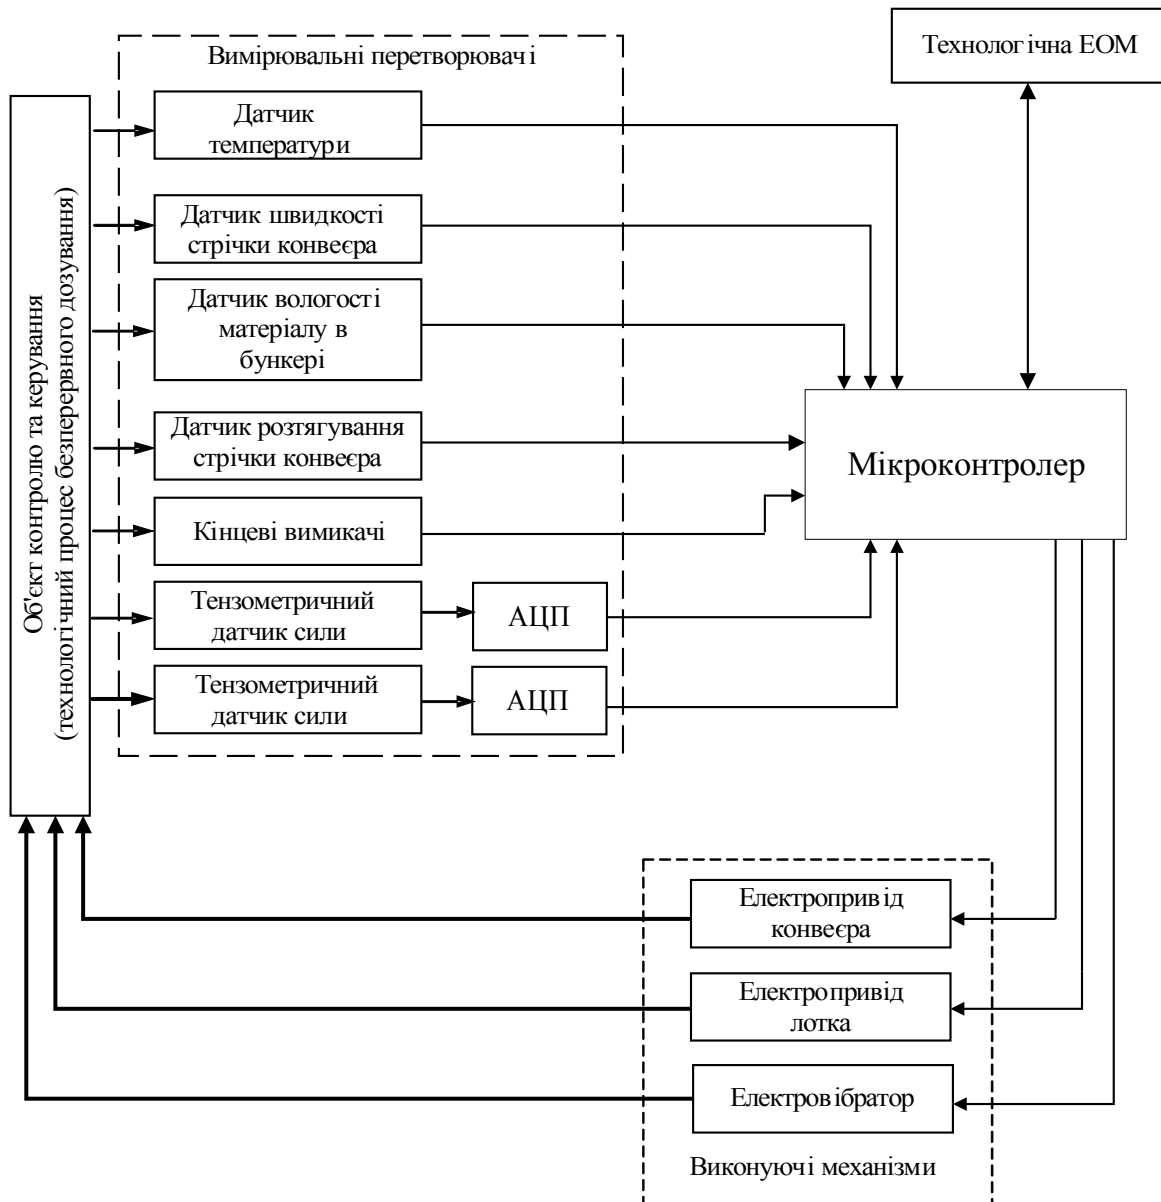 Технологічна ЕОМ
Вимірювальні перетворювачі
Об'єкт контролю та керування
(технологічний процес безперервного дозування)
Датчик
температури
Датчик швидкості
стрічки конвеєра
Датчик вологості
матеріалу в
бункері
Датчик розтягування
стрічки конвеєра
Мікроконтролер
Кінцеві вимикачі
Тензометричний
датчик сили
АЦП
Тензометричний
датчик сили
АЦП
Електропривід
конвеєра
Електропривід
лотка
Електровібратор
Виконуючі механізми